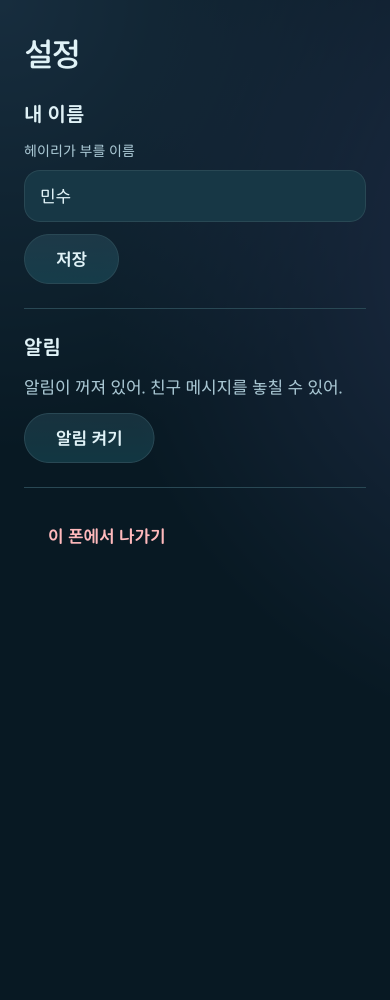 설정
내 이름
헤이리가 부를 이름
민수
저장
알림
알림이 꺼져 있어. 친구 메시지를 놓칠 수 있어.
알림 켜기
이 폰에서 나가기